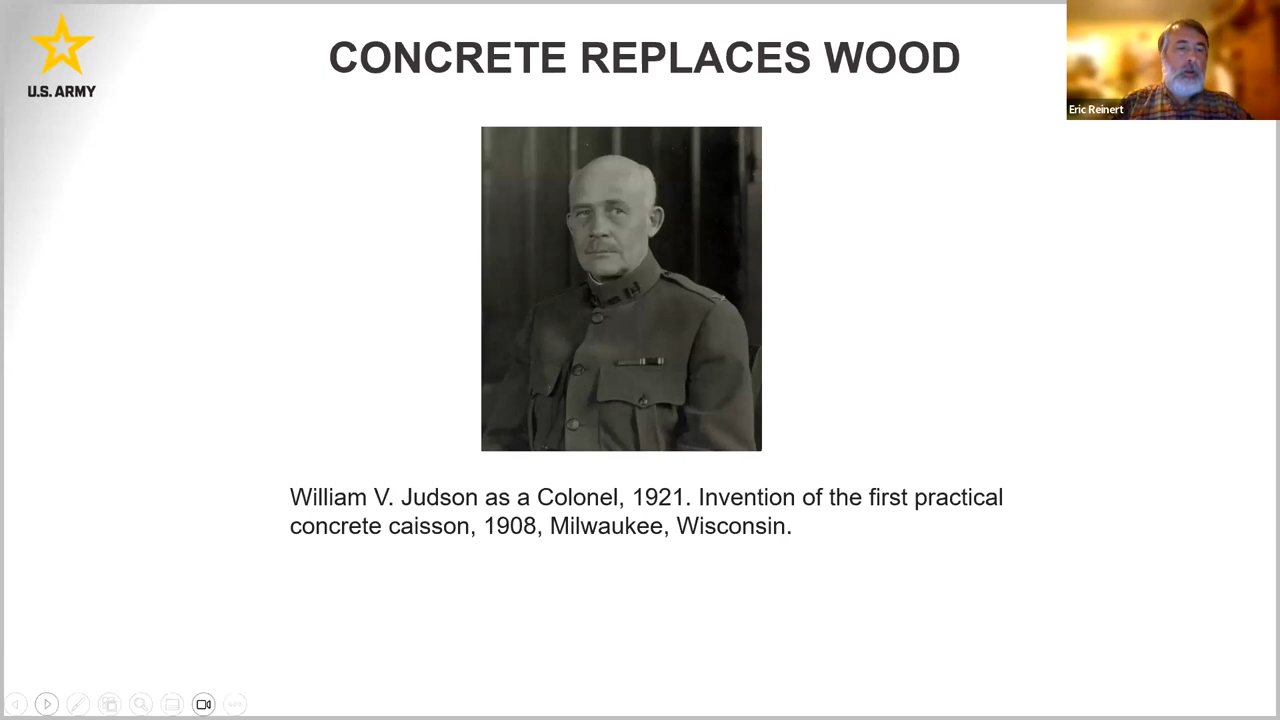 CONCRETE REPLACES WOOD
U.S. ARMY
Eric Reinert
William V. Judson as a Colonel, 1921. Invention of the first practical
concrete caisson, 1908, Milwaukee, Wisconsin.